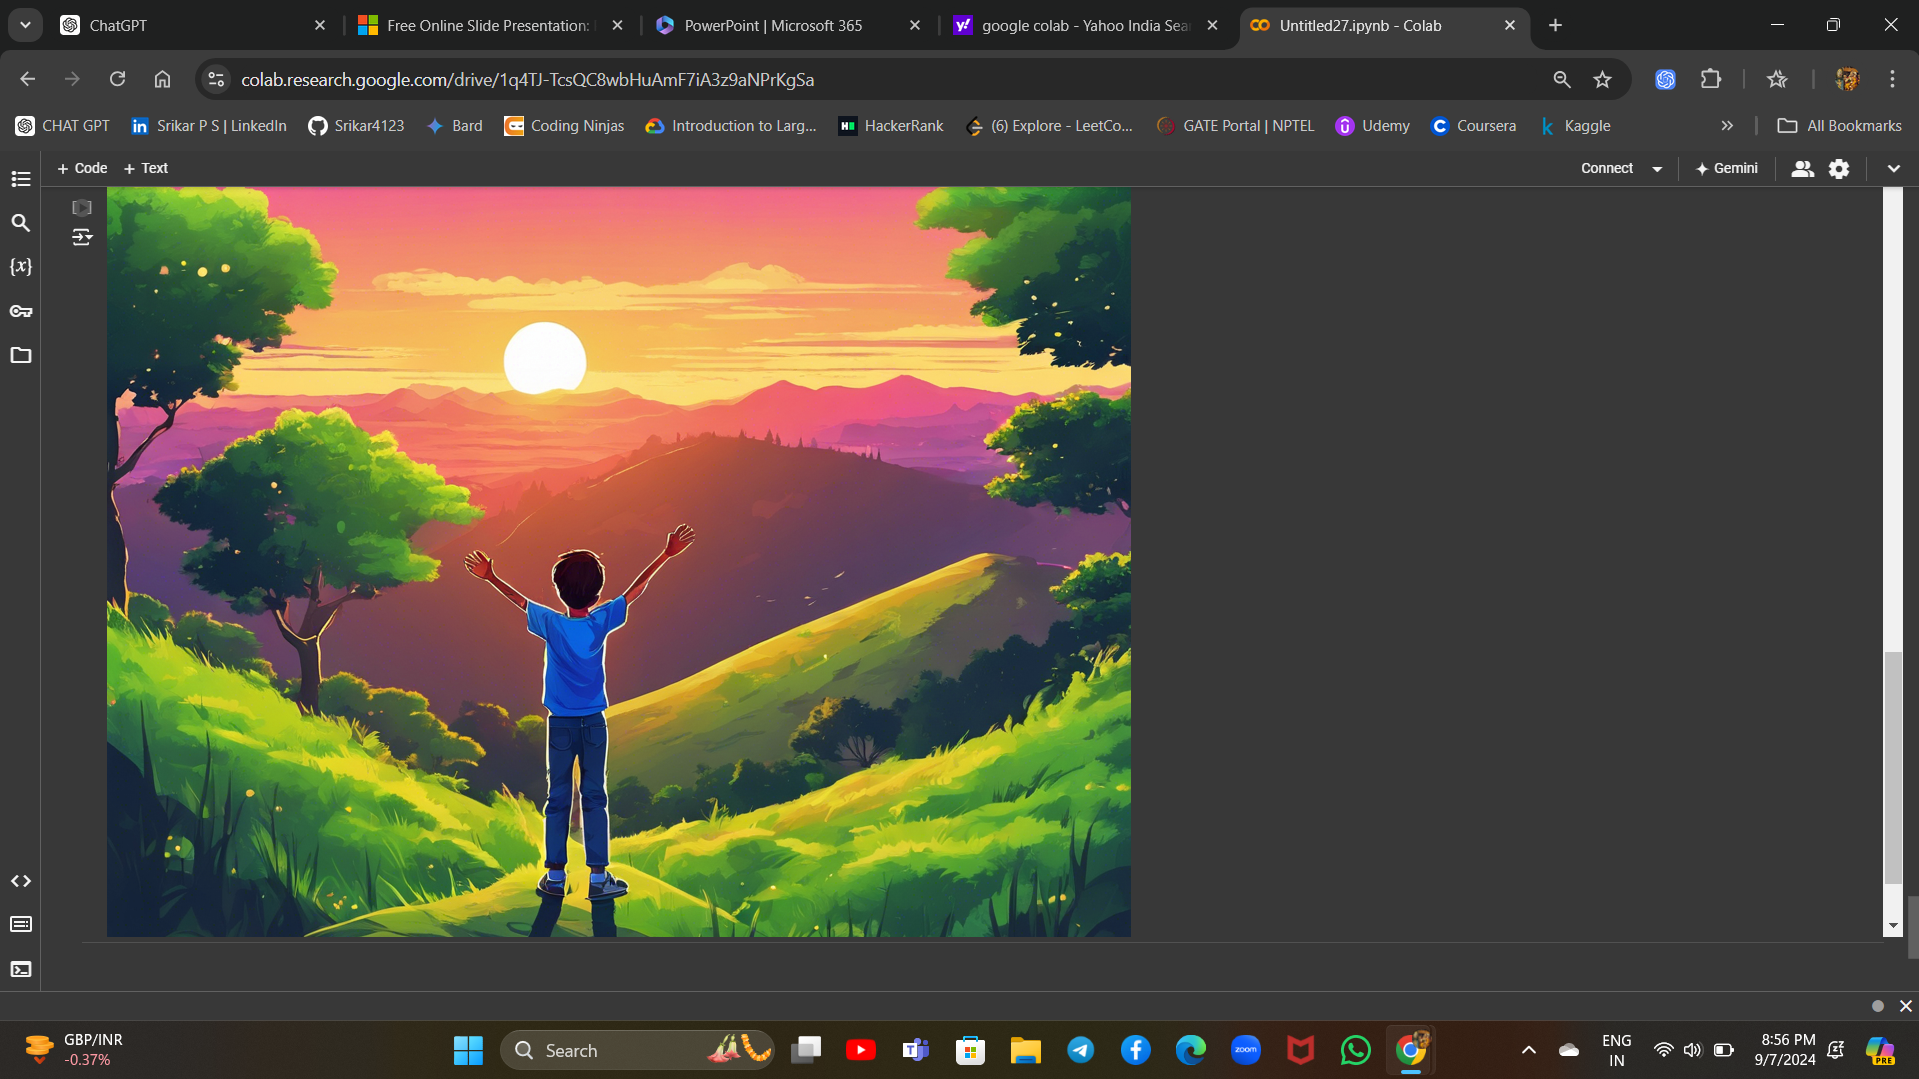 ChatGPT
Free Online Slide Presentation:
PowerPoint | Microsoft 365
google colab - Yahoo India Sea
Untitled27.ipynb - Colab
colab.research.google.com/drive/1q4TJ-TcsQC8wbHuAmF7iA3z9aNPrKgSa
CHAT GPT
Srikar P S | LinkedIn
Srikar4123
Bard
Coding Ninjas
Introduction to Larg...
HackerRank
(6) Explore - LeetCo...
GATE Portal | NPTEL
Udemy
Coursera
Kaggle
All Bookmarks
+ Code
+ Text
Connect
Gemini
{x}
GBP/INR
-0.37%
Search
zoom
ENG
IN
8:56 PM
9/7/2024
PRE